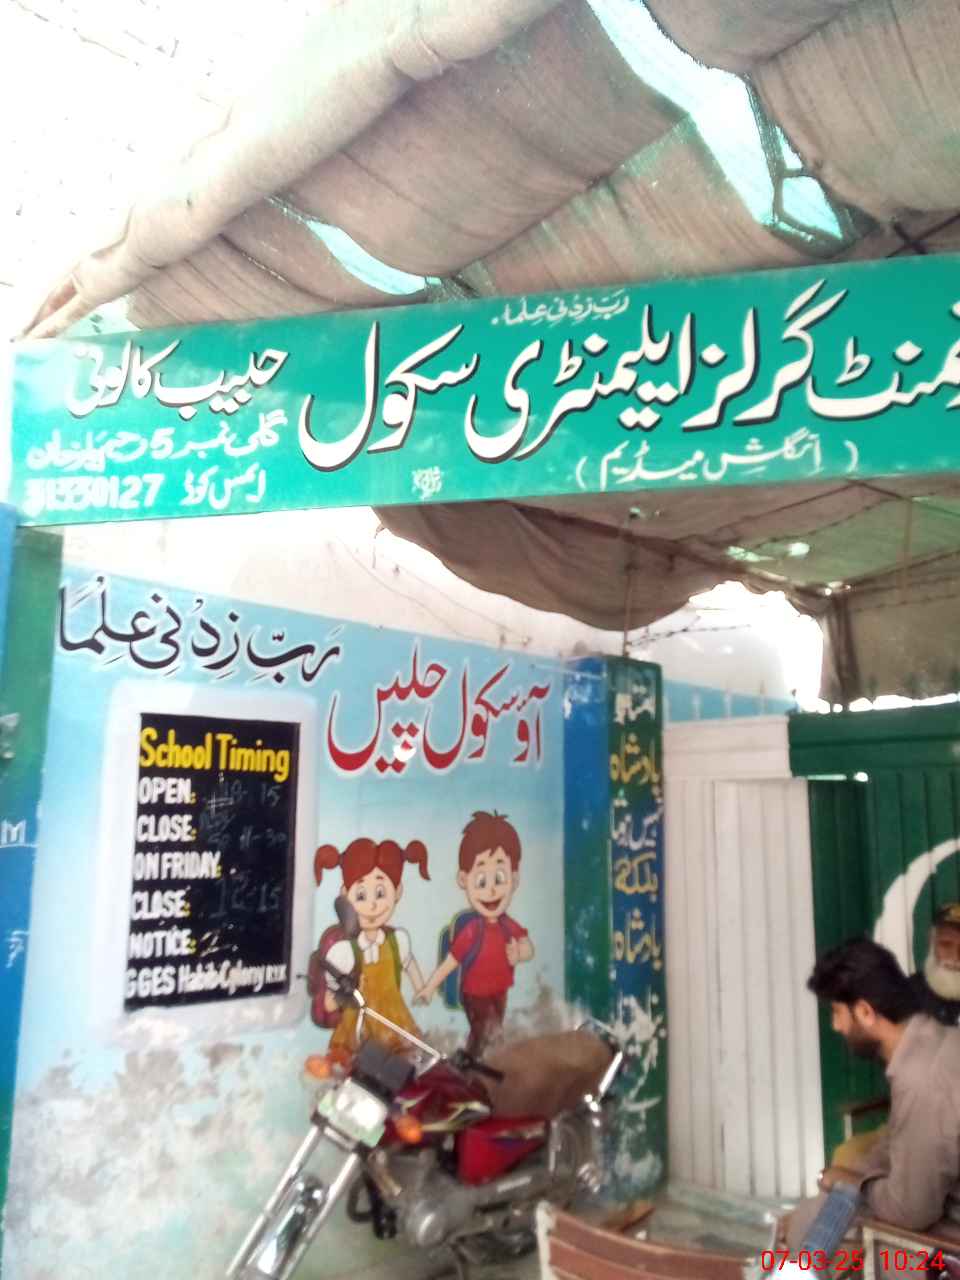 رَبِّ زِدْنِی عِلْمًا
منٹ گرلز ایلیمنٹری سکول حبیب کالونی
(انگلش میڈیم)
گلی نمبر 5 رحیم یار خان
ایمس کوڈ 31330127
رَبِّ زِدْنِی عِلْمًا
آؤ سکول چلیں
School Timing
OPEN:
CLOSE:
ON FRIDAY
CLOSE:
NOTICE:
GGES Habib Colony R.Y.K
بادشاہ
نہیں ہوتا
بلکہ
بادشاہ
07-03-25 10:24